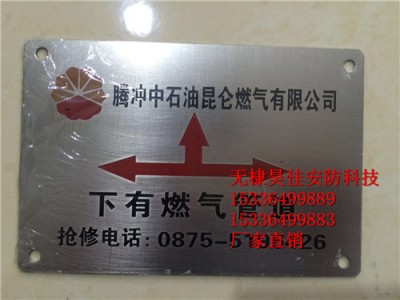 腾冲中石油昆仑燃气有限公司
无棣昊佳安防科技
15336499889
15336499883
厂家直销
下有燃气管道
抢修电话:0875-51
26